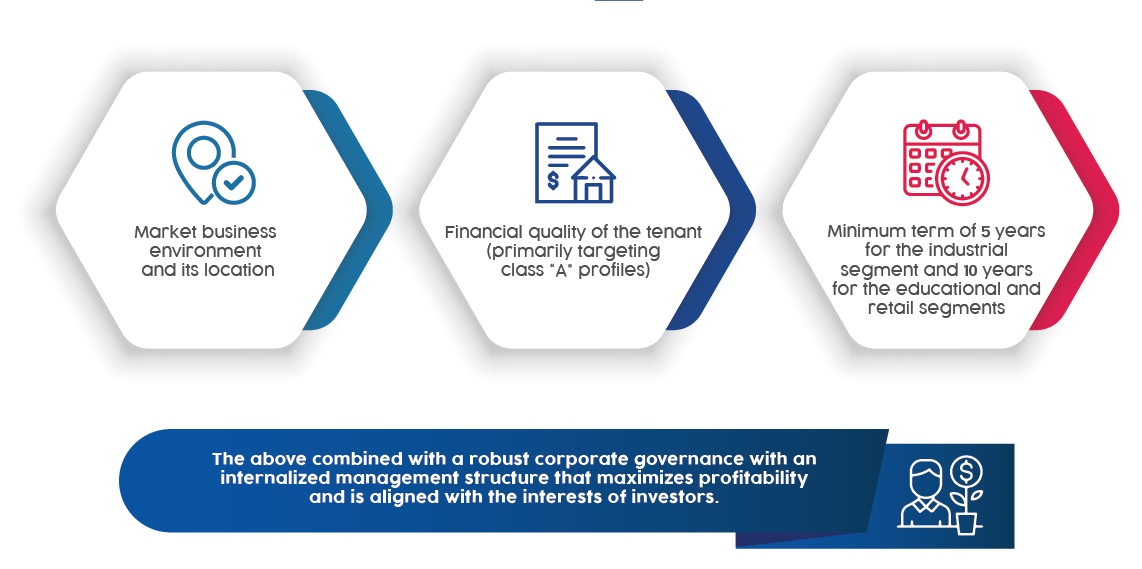 Market business
environment
and its location
Financial quality of the tenant
(primarily targeting
class "A" profiles)
Minimum term of 5 years
for the industrial
segment and 10 years
for the educational and
retail segments
The above combined with a robust corporate governance with an
internalized management structure that maximizes profitability
and is aligned with the interests of investors.